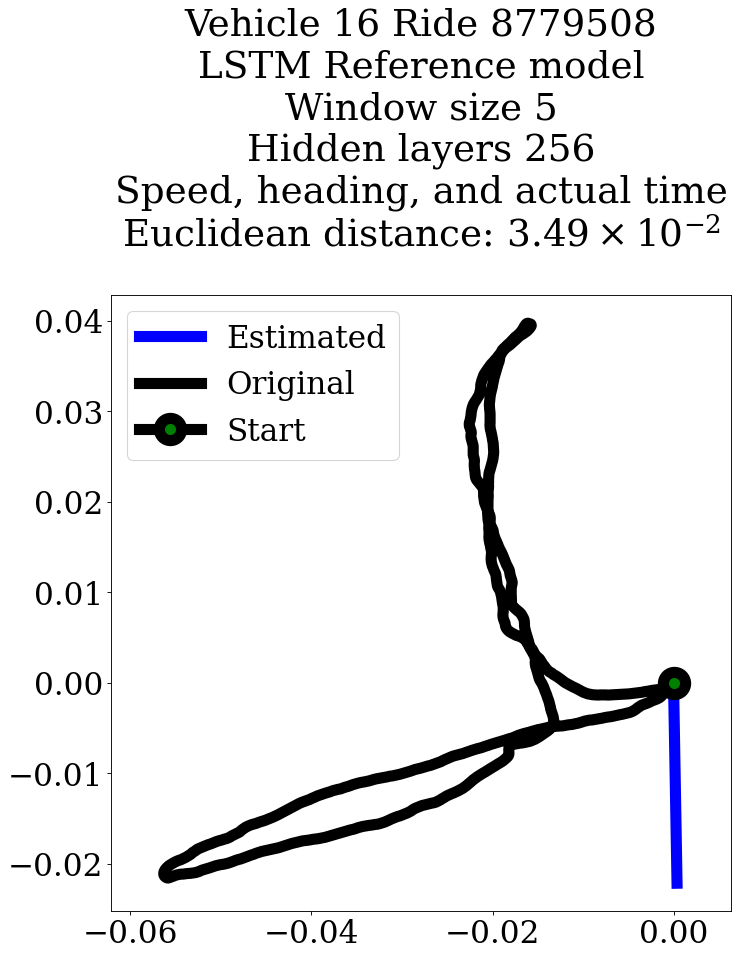 Vehicle 16 Ride 8779508
LSTM Reference model
Window size 5
Hidden layers 256
Speed, heading, and actual time
Euclidean distance: 3.49 × 10⁻²
Estimated
Original
Start
0.04
0.03
0.02
0.01
0.00
−0.01
−0.02
−0.06 −0.04 −0.02 0.00